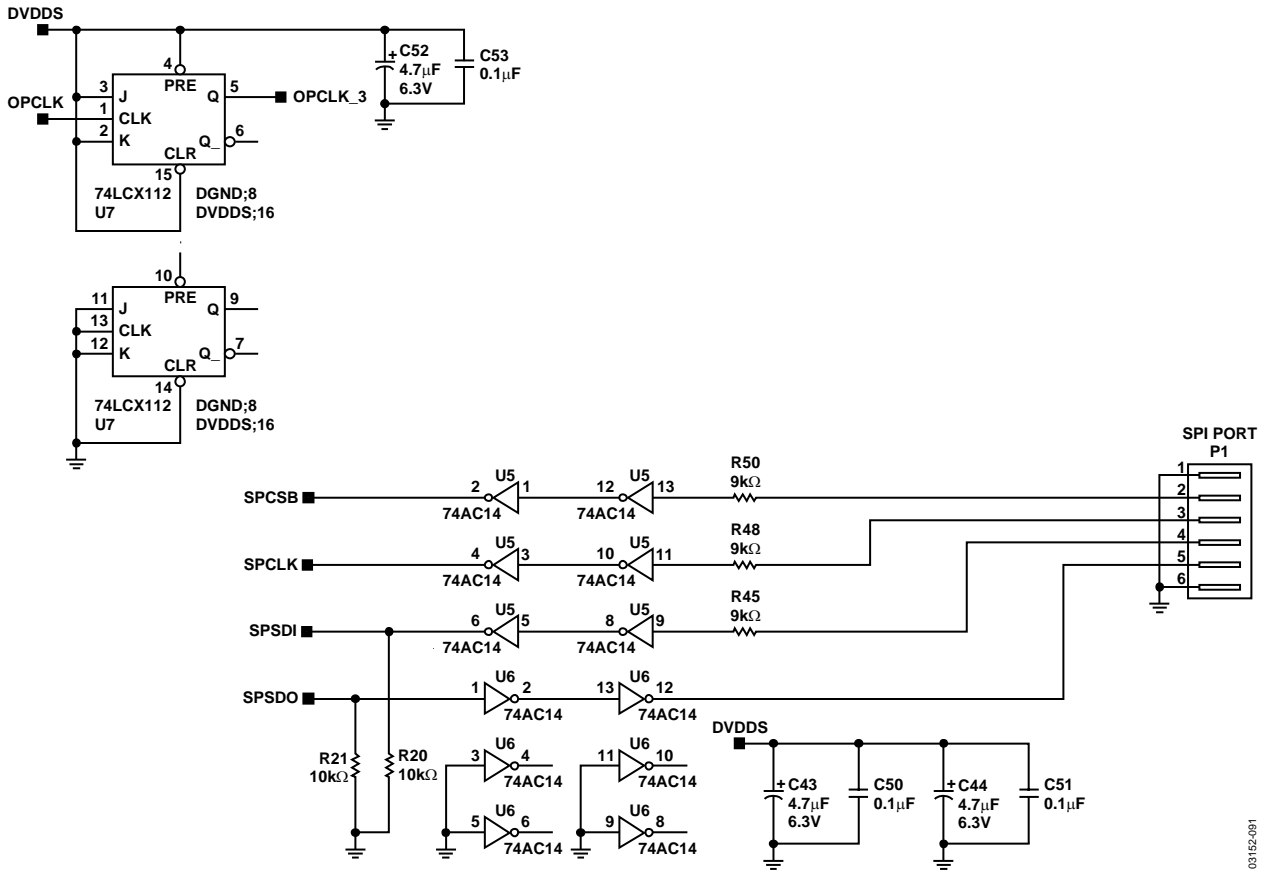 DVDDS
4
PRE
3
J
Q
5
OPCLK_3
OPCLK
1
CLK
2
K
Q_
6
CLR
15
74LCX112
U7
DGND;8
DVDDS;16
+
C52
4.7μF
6.3V
C53
0.1μF
10
PRE
11
J
Q
9
13
CLK
12
K
Q_
7
CLR
14
74LCX112
U7
DGND;8
DVDDS;16
SPI PORT
P1
1
2
3
4
5
6
SPCSB
2
U5
1
74AC14
12
U5
13
74AC14
R50
9kΩ
SPCLK
4
U5
3
74AC14
10
U5
11
74AC14
R48
9kΩ
SPSDI
6
U5
5
74AC14
8
U5
9
74AC14
R45
9kΩ
SPSDO
1
U6
2
74AC14
13
U6
12
74AC14
R21
10kΩ
R20
10kΩ
3
U6
4
74AC14
11
U6
10
74AC14
5
U6
6
74AC14
9
U6
8
74AC14
DVDDS
+
C43
4.7μF
6.3V
C50
0.1μF
+
C44
4.7μF
6.3V
C51
0.1μF
03152-091